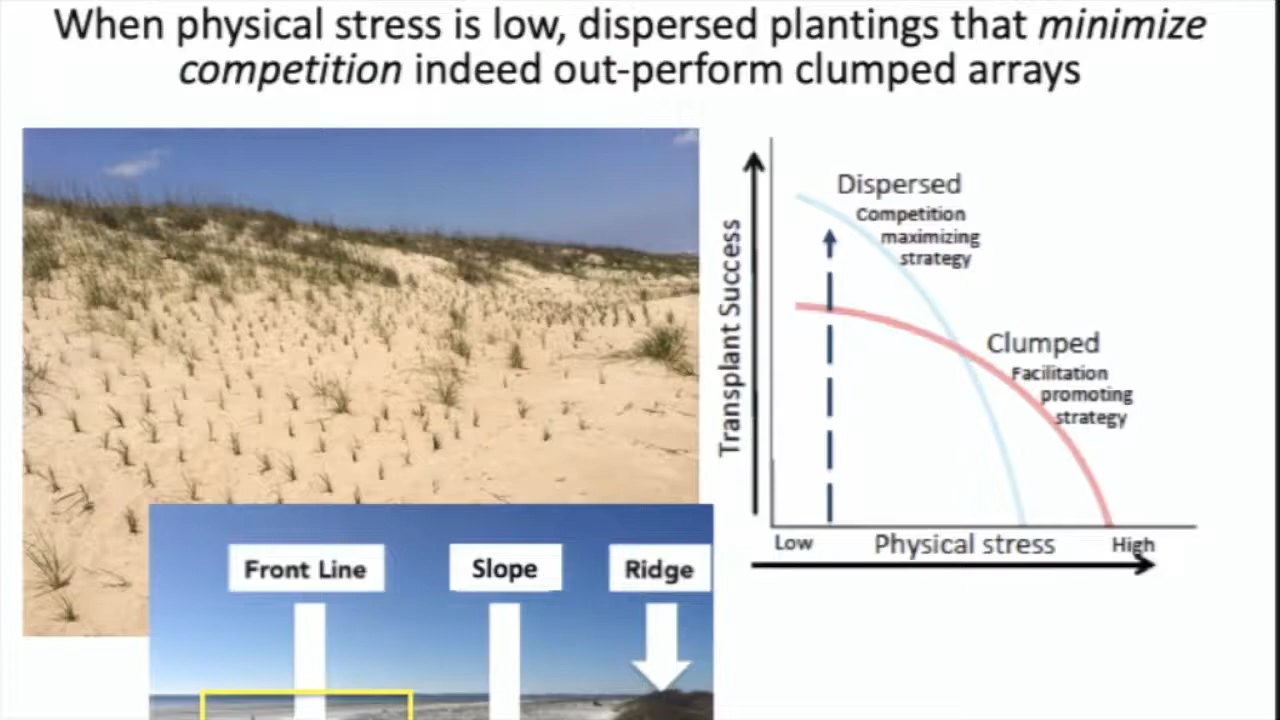 When physical stress is low, dispersed plantings that minimize
competition indeed out-perform clumped arrays
Dispersed
Competition
maximizing
strategy
Transplant Success
Clumped
Facilitation
promoting
strategy
Low
Physical stress
High
Front Line
Slope
Ridge